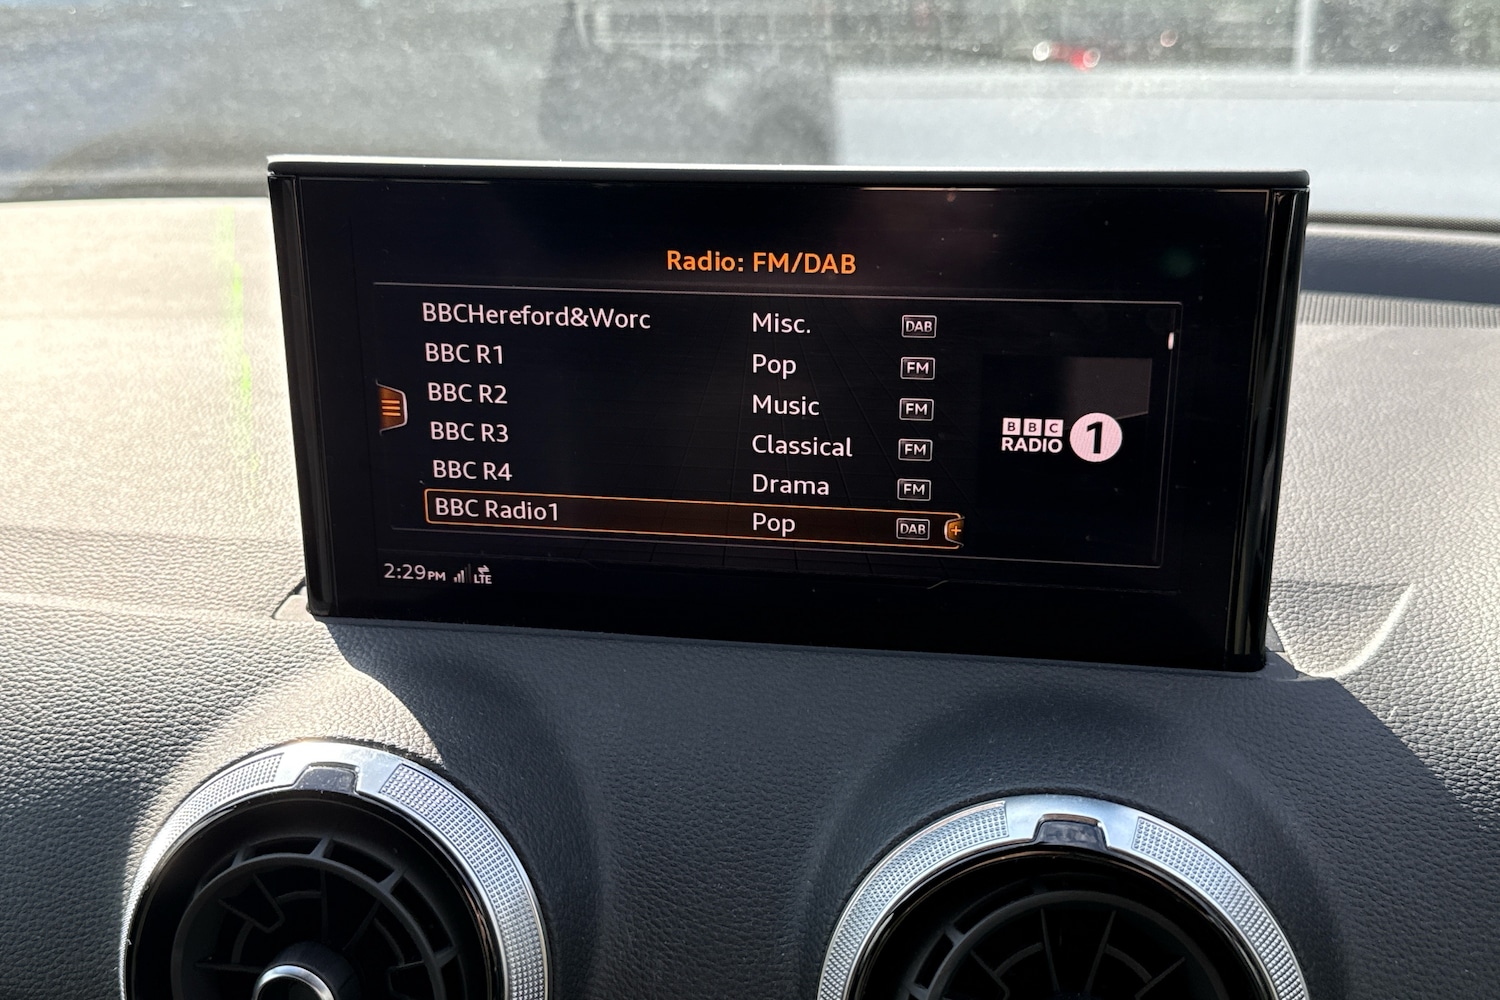 Radio: FM/DAB
BBCHereford&Worc Misc. DAB
BBC R1 Pop FM
BBC R2 Music FM
BBC R3 Classical FM
BBC R4 Drama FM
BBC Radio1 Pop DAB +
BBC
RADIO 1
2:29PM LTE